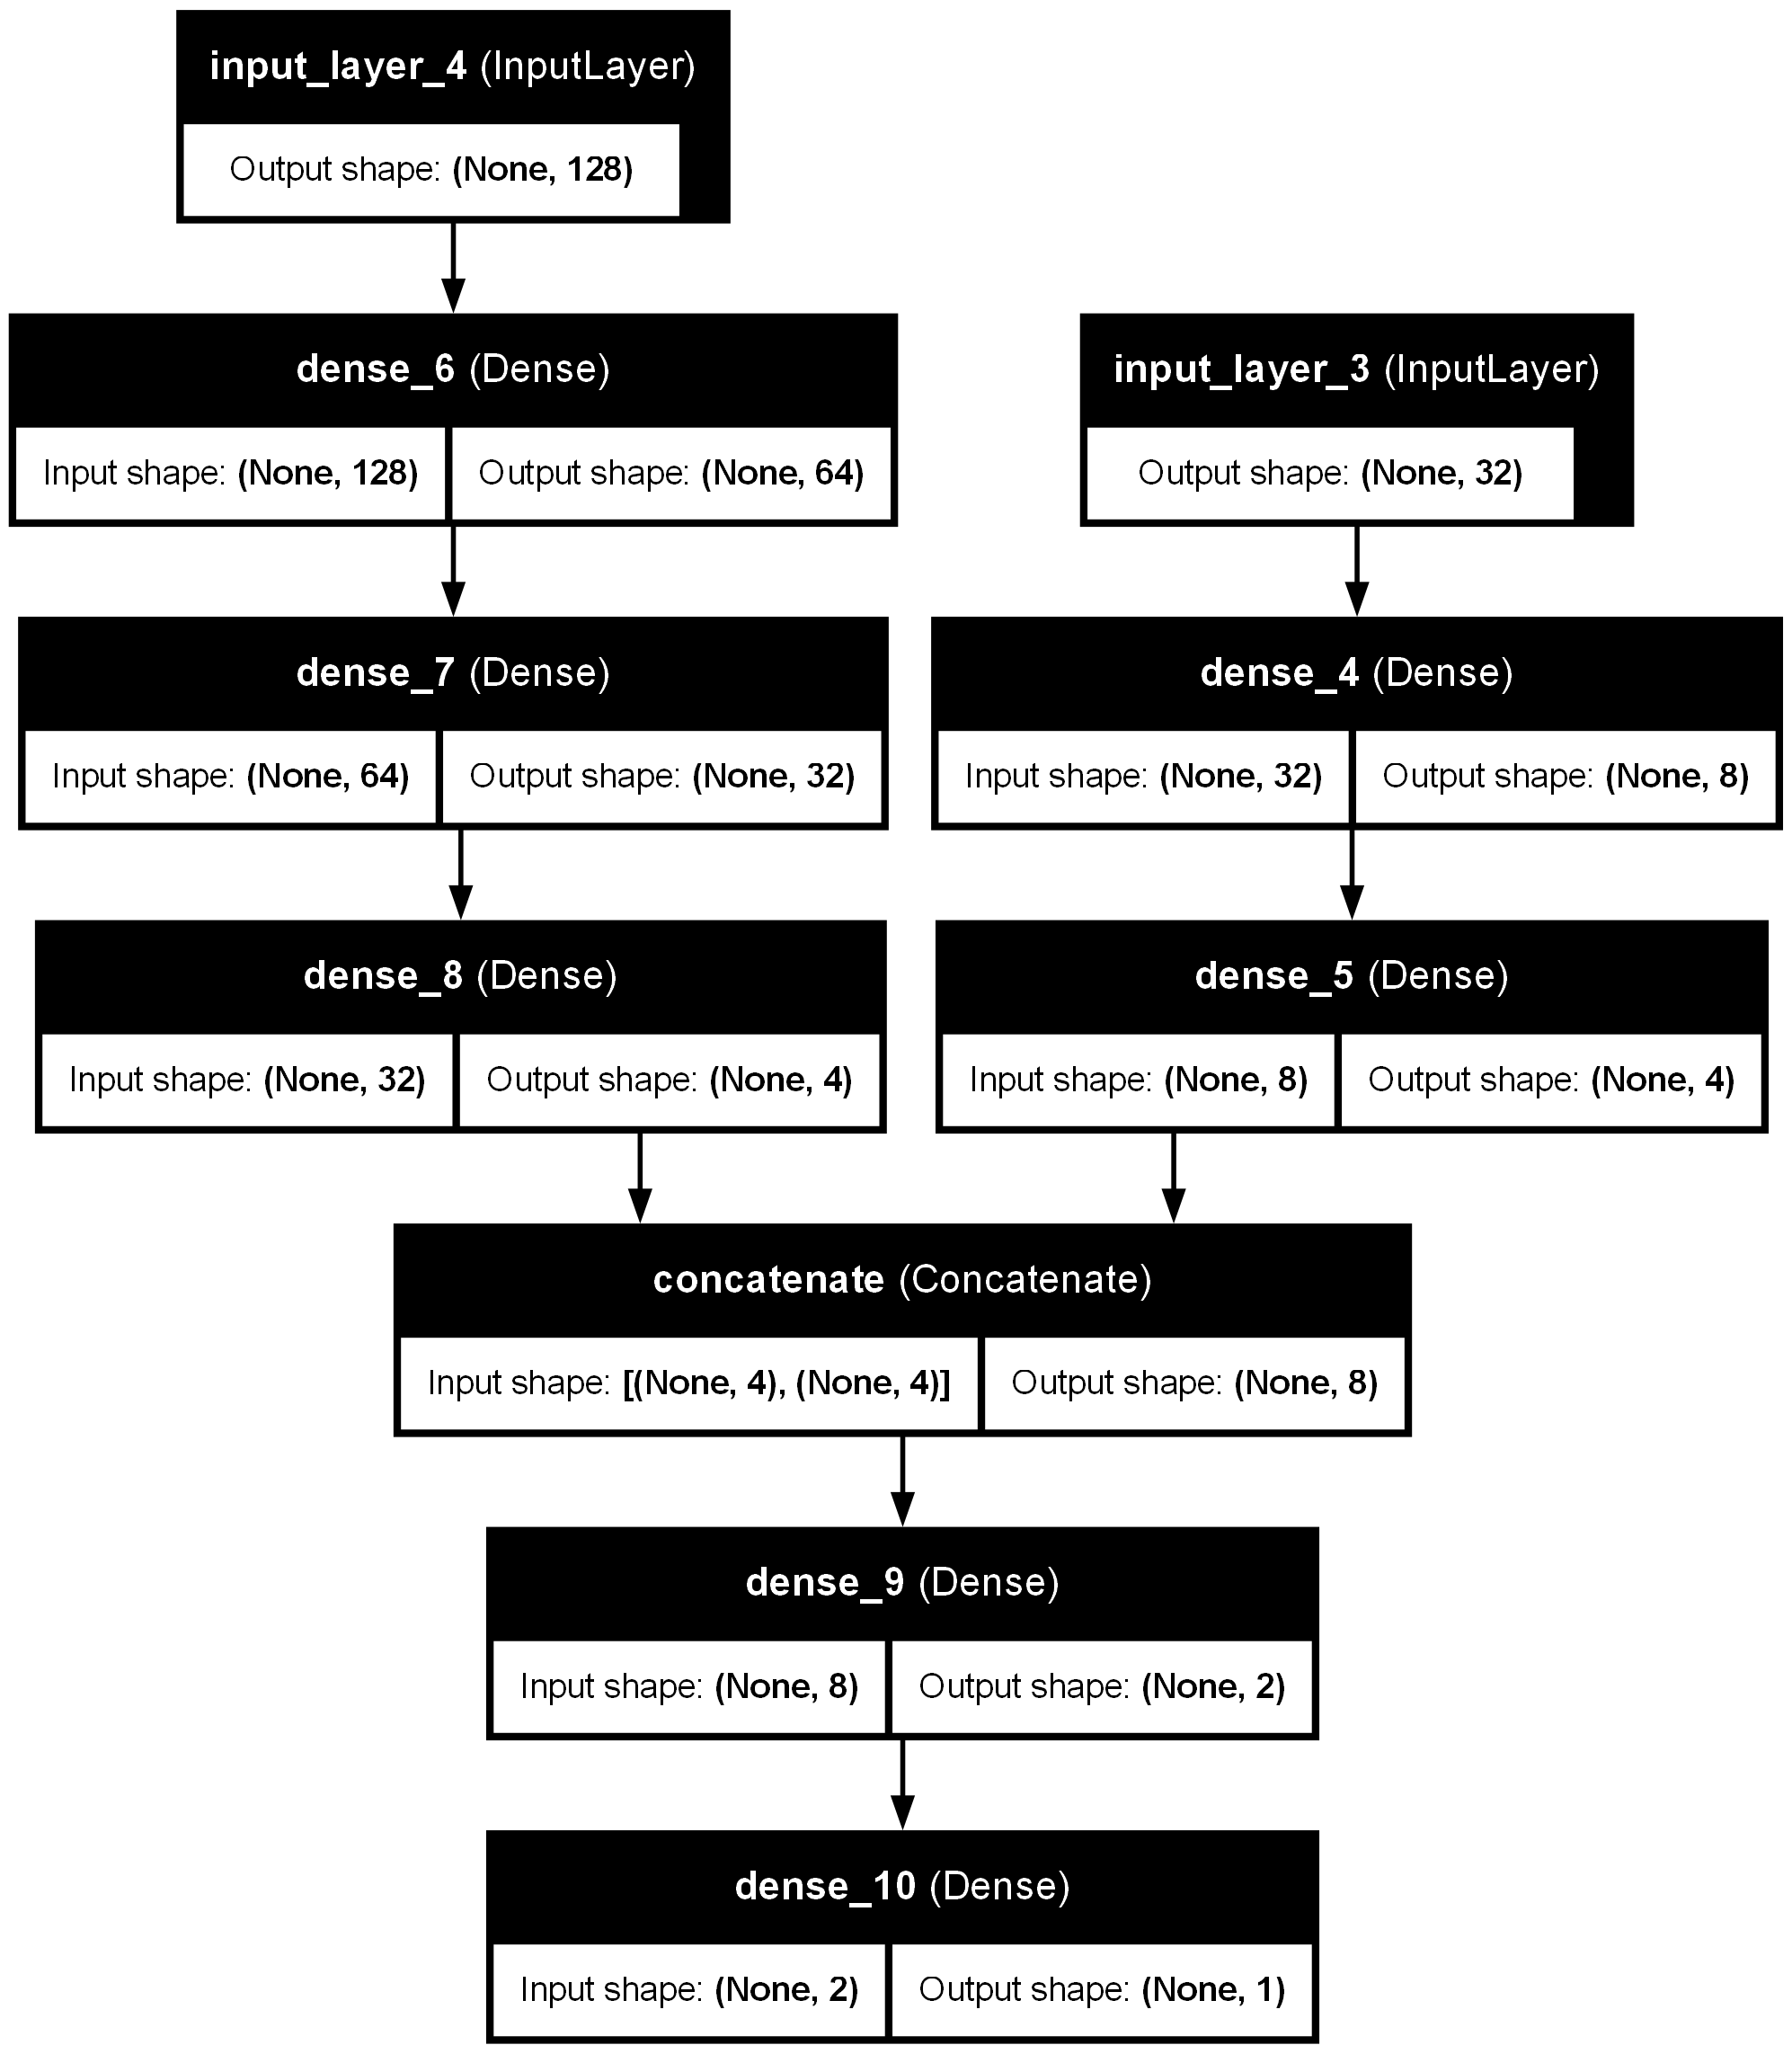 input_layer_4 (InputLayer)
Output shape: (None, 128)
dense_6 (Dense)
Input shape: (None, 128) Output shape: (None, 64)
input_layer_3 (InputLayer)
Output shape: (None, 32)
dense_7 (Dense)
Input shape: (None, 64) Output shape: (None, 32)
dense_4 (Dense)
Input shape: (None, 32) Output shape: (None, 8)
dense_8 (Dense)
Input shape: (None, 32) Output shape: (None, 4)
dense_5 (Dense)
Input shape: (None, 8) Output shape: (None, 4)
concatenate (Concatenate)
Input shape: [(None, 4), (None, 4)] Output shape: (None, 8)
dense_9 (Dense)
Input shape: (None, 8) Output shape: (None, 2)
dense_10 (Dense)
Input shape: (None, 2) Output shape: (None, 1)